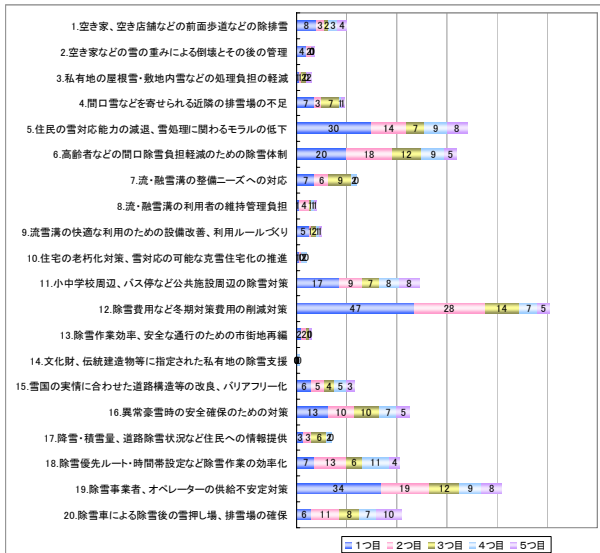 1.空き家、空き店舗などの前面歩道などの除排雪 8 3 2 3 4
2.空き家などの雪の重みによる倒壊とその後の管理 4
3.私有地の屋根雪・敷地内雪などの処理負担の軽減
4.間口雪などを寄せられる近隣の排雪場の不足 7 3 7 1 1
5.住民の雪対応能力の減退、雪処理に関わるモラルの低下 30 14 7 9 8
6.高齢者などの間口除雪負担軽減のための除雪体制 20 18 12 9 5
7.流・融雪溝の整備ニーズへの対応 7 6 9 2 0
8.流・融雪溝の利用者の維持管理負担 1 4 1 1 1
9.流雪溝の快適な利用のための設備改善、利用ルールづくり 5 1 2 1 1
10.住宅の老朽化対策、雪対応の可能な克雪住宅化の推進
11.小中学校周辺、バス停など公共施設周辺の除雪対策 17 9 7 8 8
12.除雪費用など冬期対策費用の削減対策 47 28 14 7 5
13.除雪作業効率、安全な通行のための市街地再編
14.文化財、伝統建造物等に指定された私有地の除雪支援
15.雪国の実情に合わせた道路構造等の改良、バリアフリー化 6 5 4 5 3
16.異常豪雪時の安全確保のための対策 13 10 10 7 5
17.降雪・積雪量、道路除雪状況など住民への情報提供 3 3 6 2 0
18.除雪優先ルート・時間帯設定など除雪作業の効率化 7 13 6 11 4
19.除雪事業者、オペレーターの供給不安定対策 34 19 12 9 8
20.除雪車による除雪後の雪押し場、排雪場の確保 6 11 8 7 10
1つ目 2つ目 3つ目 4つ目 5つ目